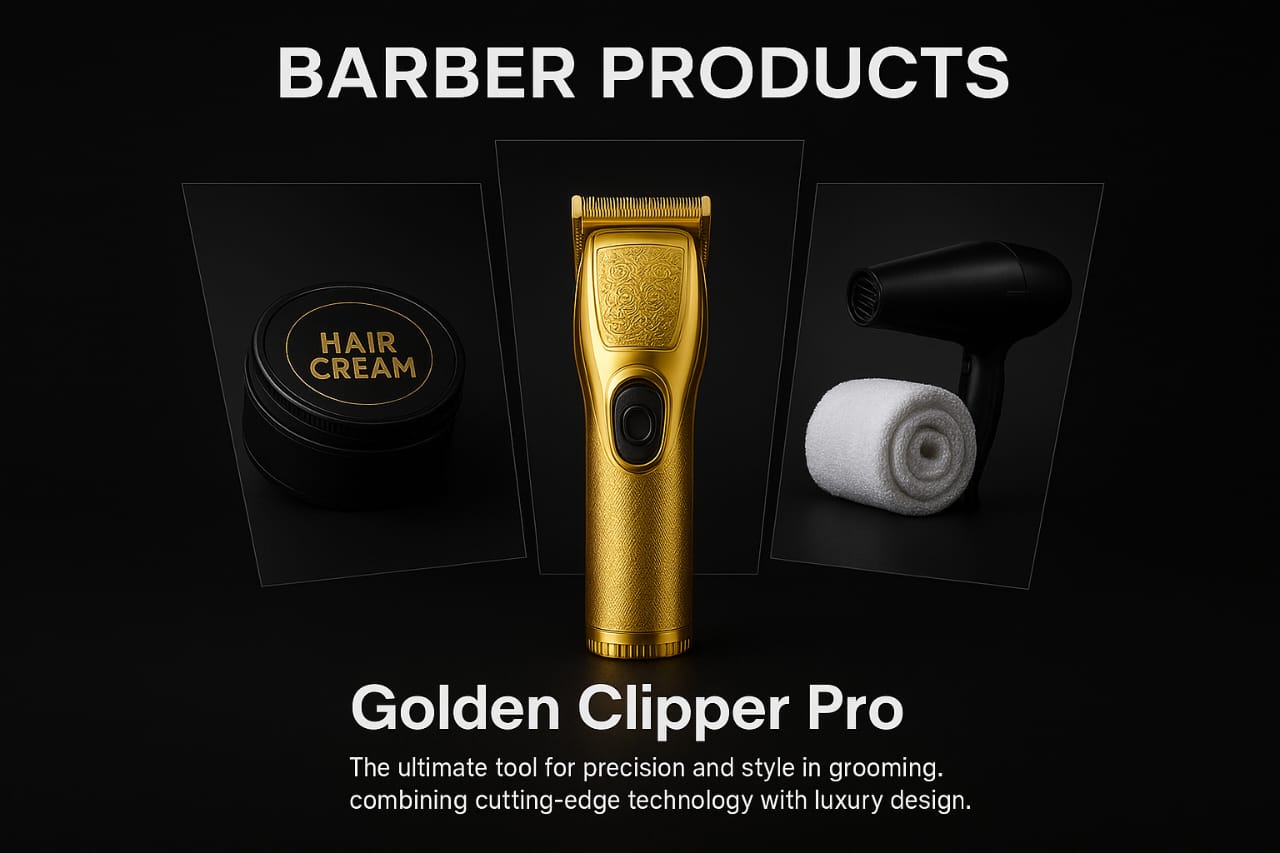 BARBER PRODUCTS
HAIR
CREAM
Golden Clipper Pro
The ultimate tool for precision and style in grooming.
combining cutting-edge technology with luxury design.